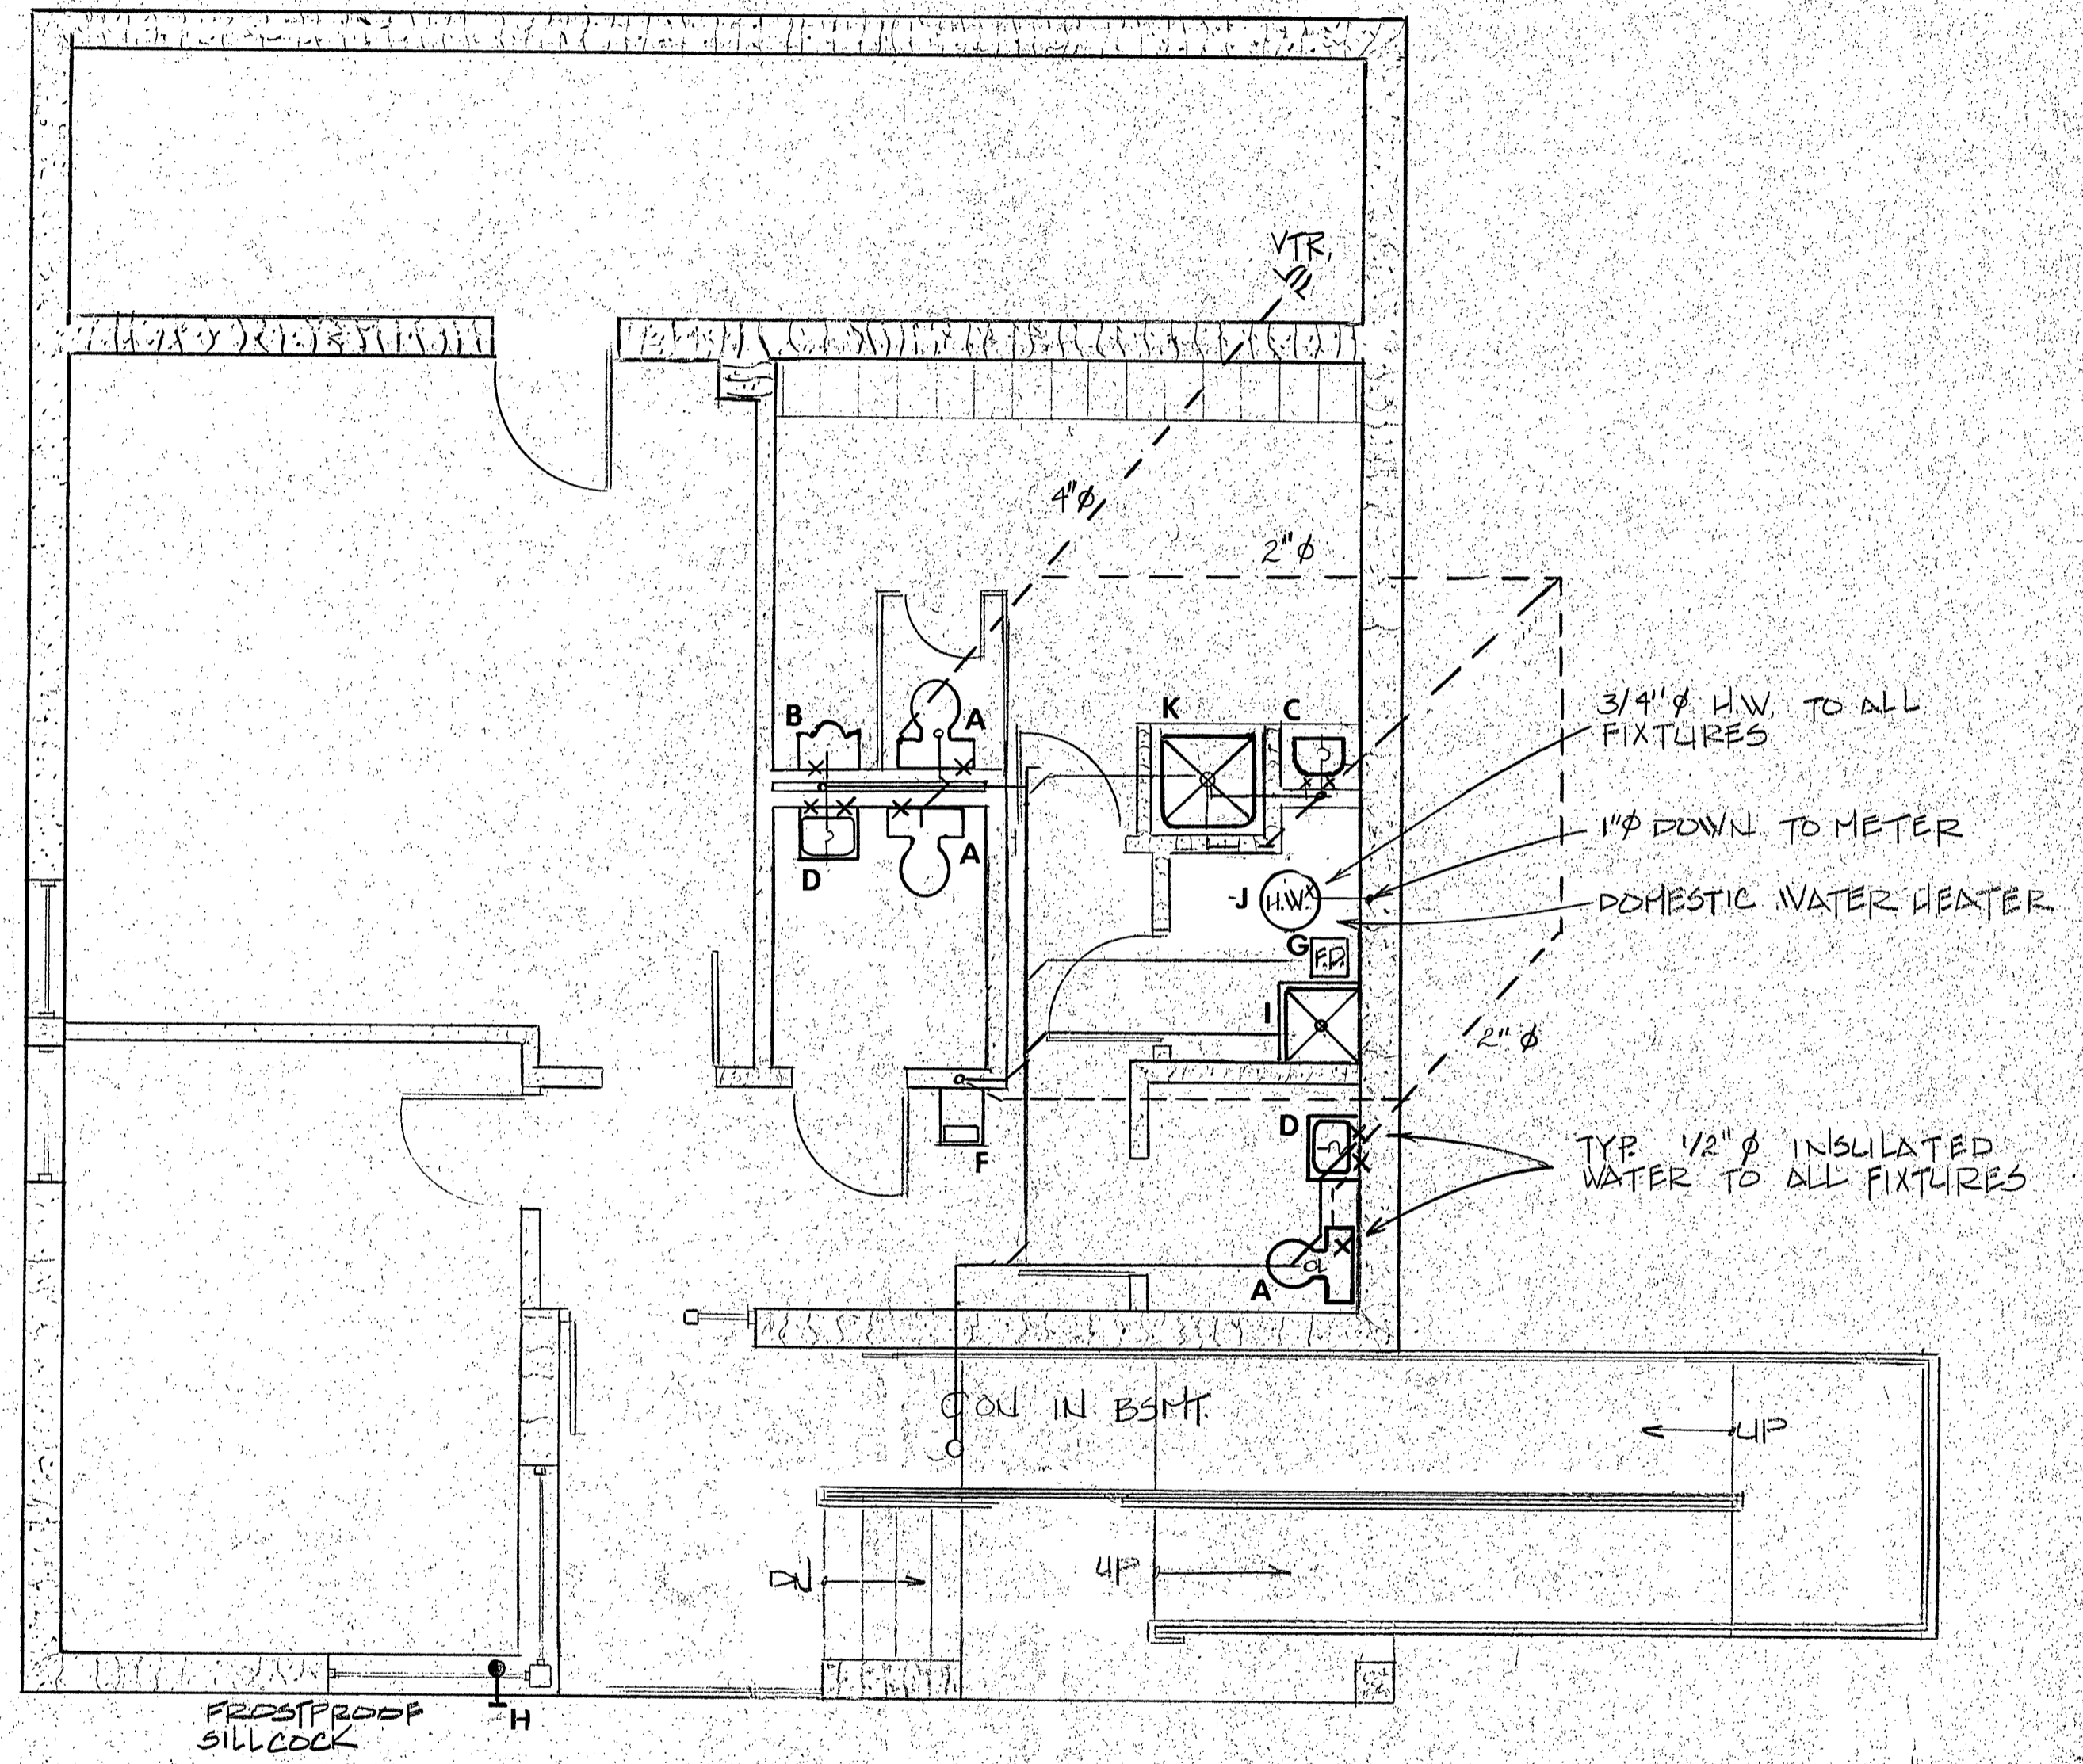 VTR,
4"Ø
2"Ø
3/4"Ø H.W. TO ALL
FIXTURES
K
C
B
A
1"Ø DOWN TO METER
A
D
J
H.W.
DOMESTIC WATER HEATER
G
F.D.
I
2"Ø
D
F
TYP. 1/2"Ø INSULATED
WATER TO ALL FIXTURES
A
CON IN BSMT.
UP
DN
UP
FROSTPROOF
SILLCOCK
H